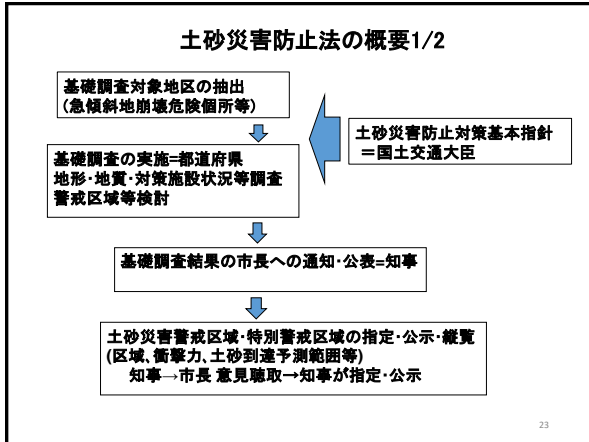 土砂災害防止法の概要1/2
基礎調査対象地区の抽出
(急傾斜地崩壊危険個所等)
土砂災害防止対策基本指針
=国土交通大臣
基礎調査の実施=都道府県
地形・地質・対策施設状況等調査
警戒区域等検討
基礎調査結果の市長への通知・公表=知事
土砂災害警戒区域・特別警戒区域の指定・公示・縦覧
(区域、衝撃力、土砂到達予測範囲等)
知事→市長 意見聴取→知事が指定・公示
23